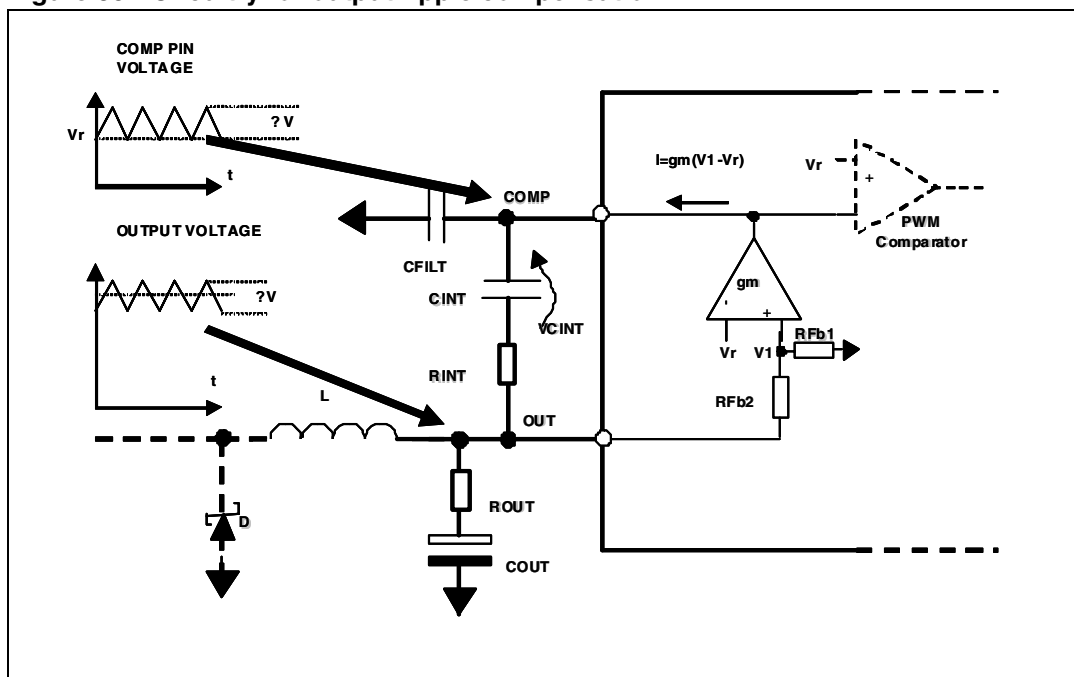 COMP PIN
VOLTAGE
? V
Vr
t
I=gm(V1-Vr)
Vr
+
COMP
PWM
Comparator
OUTPUT VOLTAGE
CFILT
gm
CINT
?V
-
+
VCINT
Vr
V1
RFb1
RINT
t
L
RFb2
OUT
ROUT
D
COUT